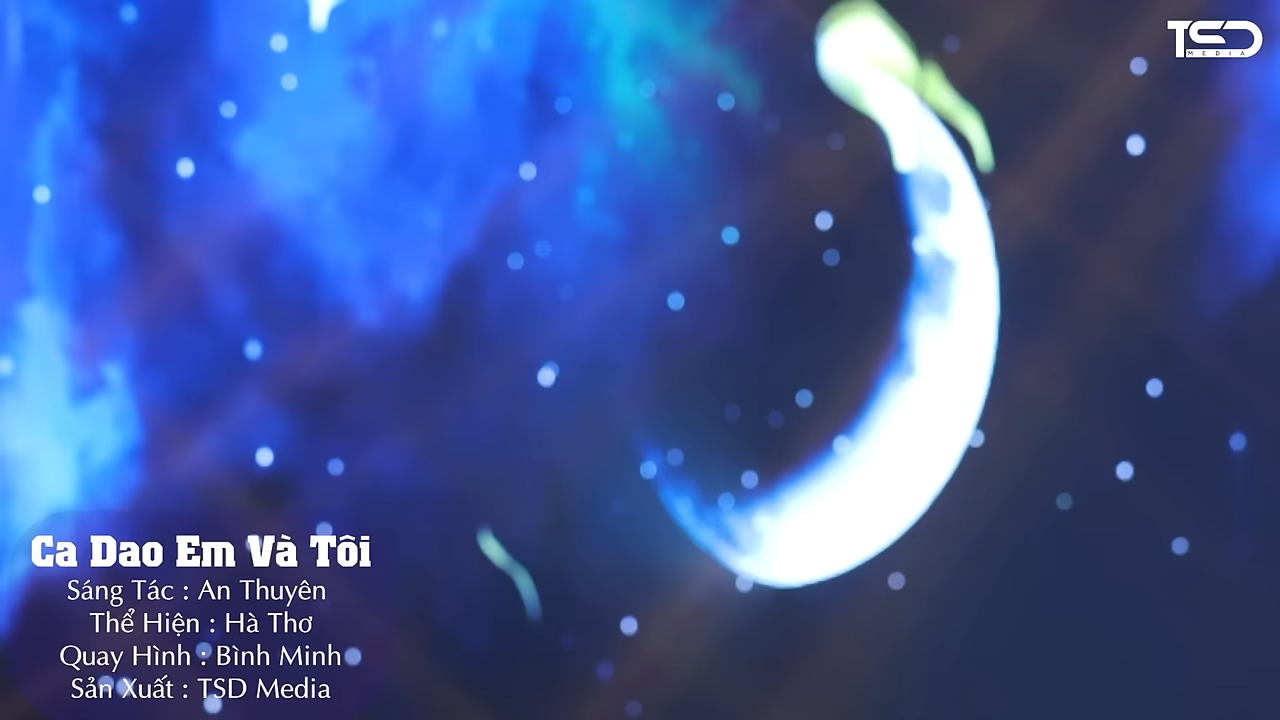 TSD
MEDIA
Ca Dao Em Và Tôi
Sáng Tác : An Thuyên
Thể Hiện : Hà Thơ
Quay Hình : Bình Minh
Sản Xuất : TSD Media